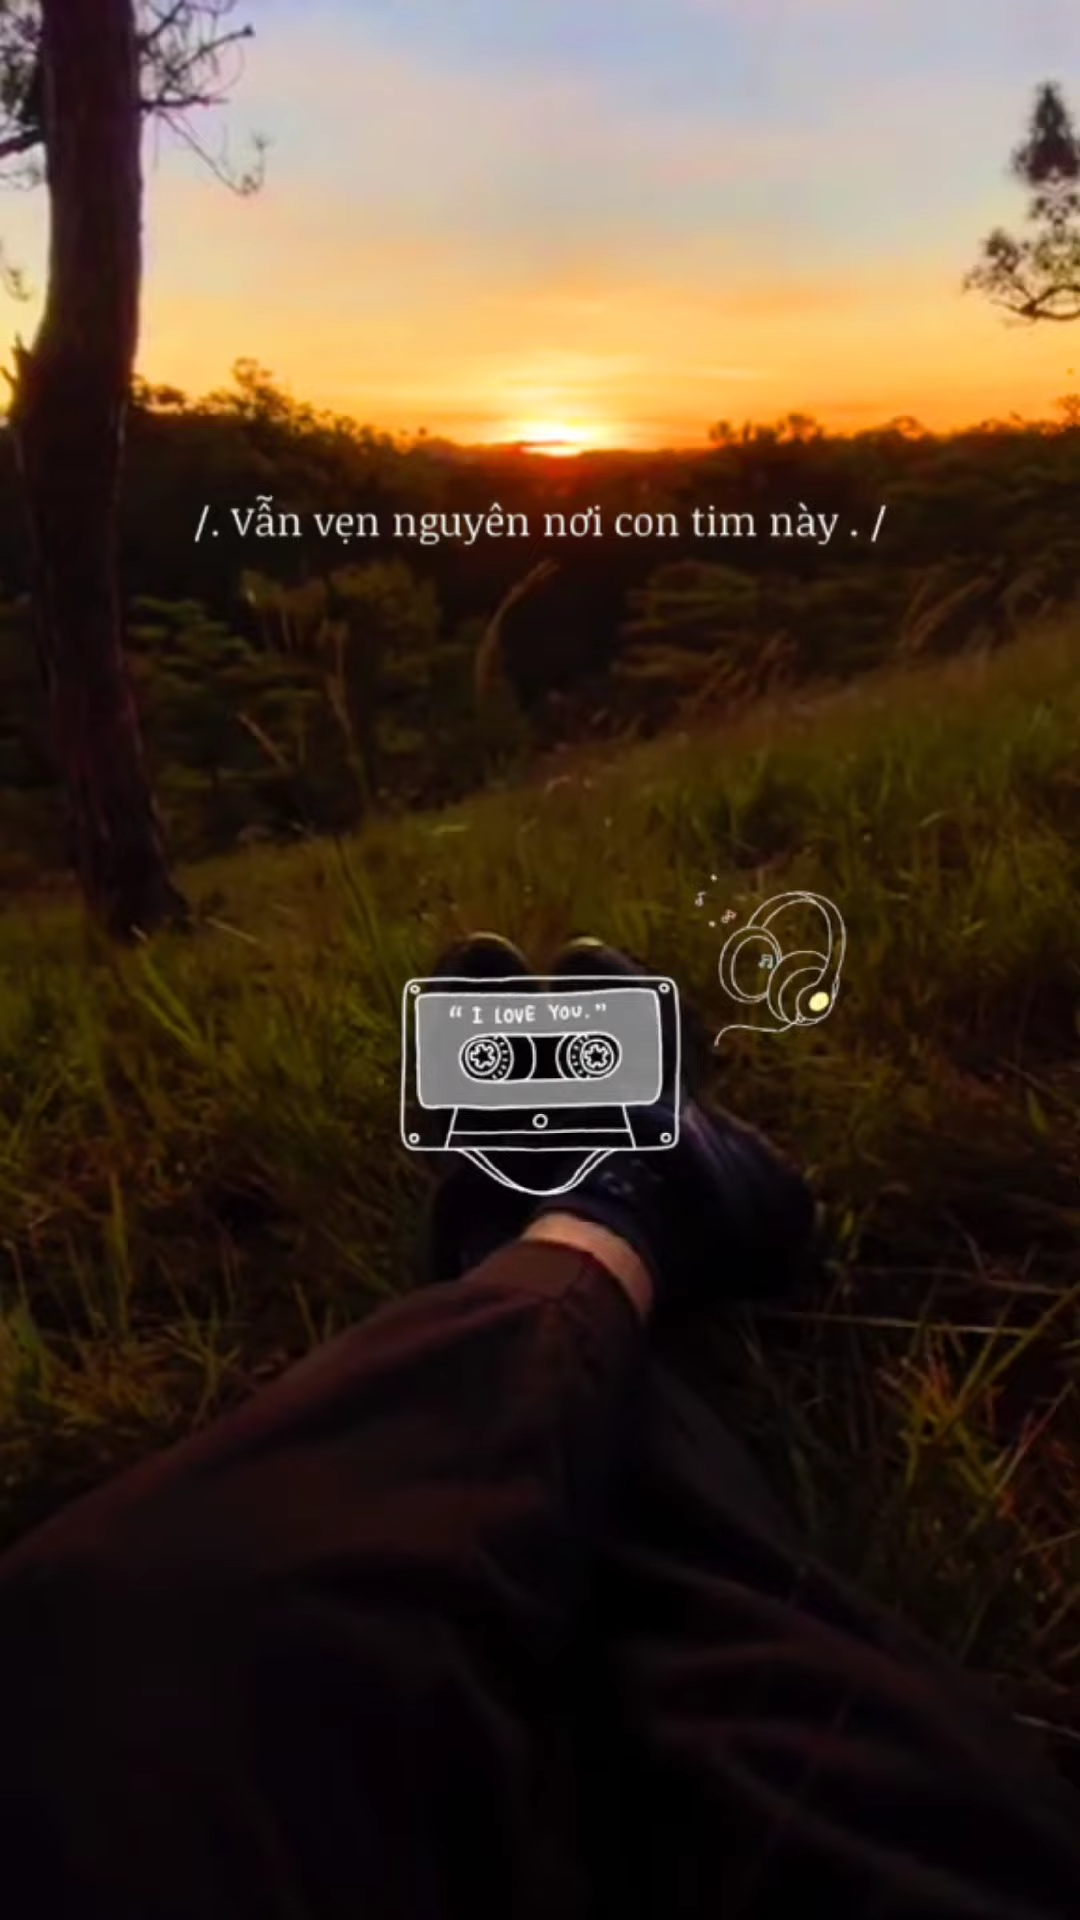 /. Vẫn vẹn nguyên nơi con tim này . /
“ I LOVE YOU. ”